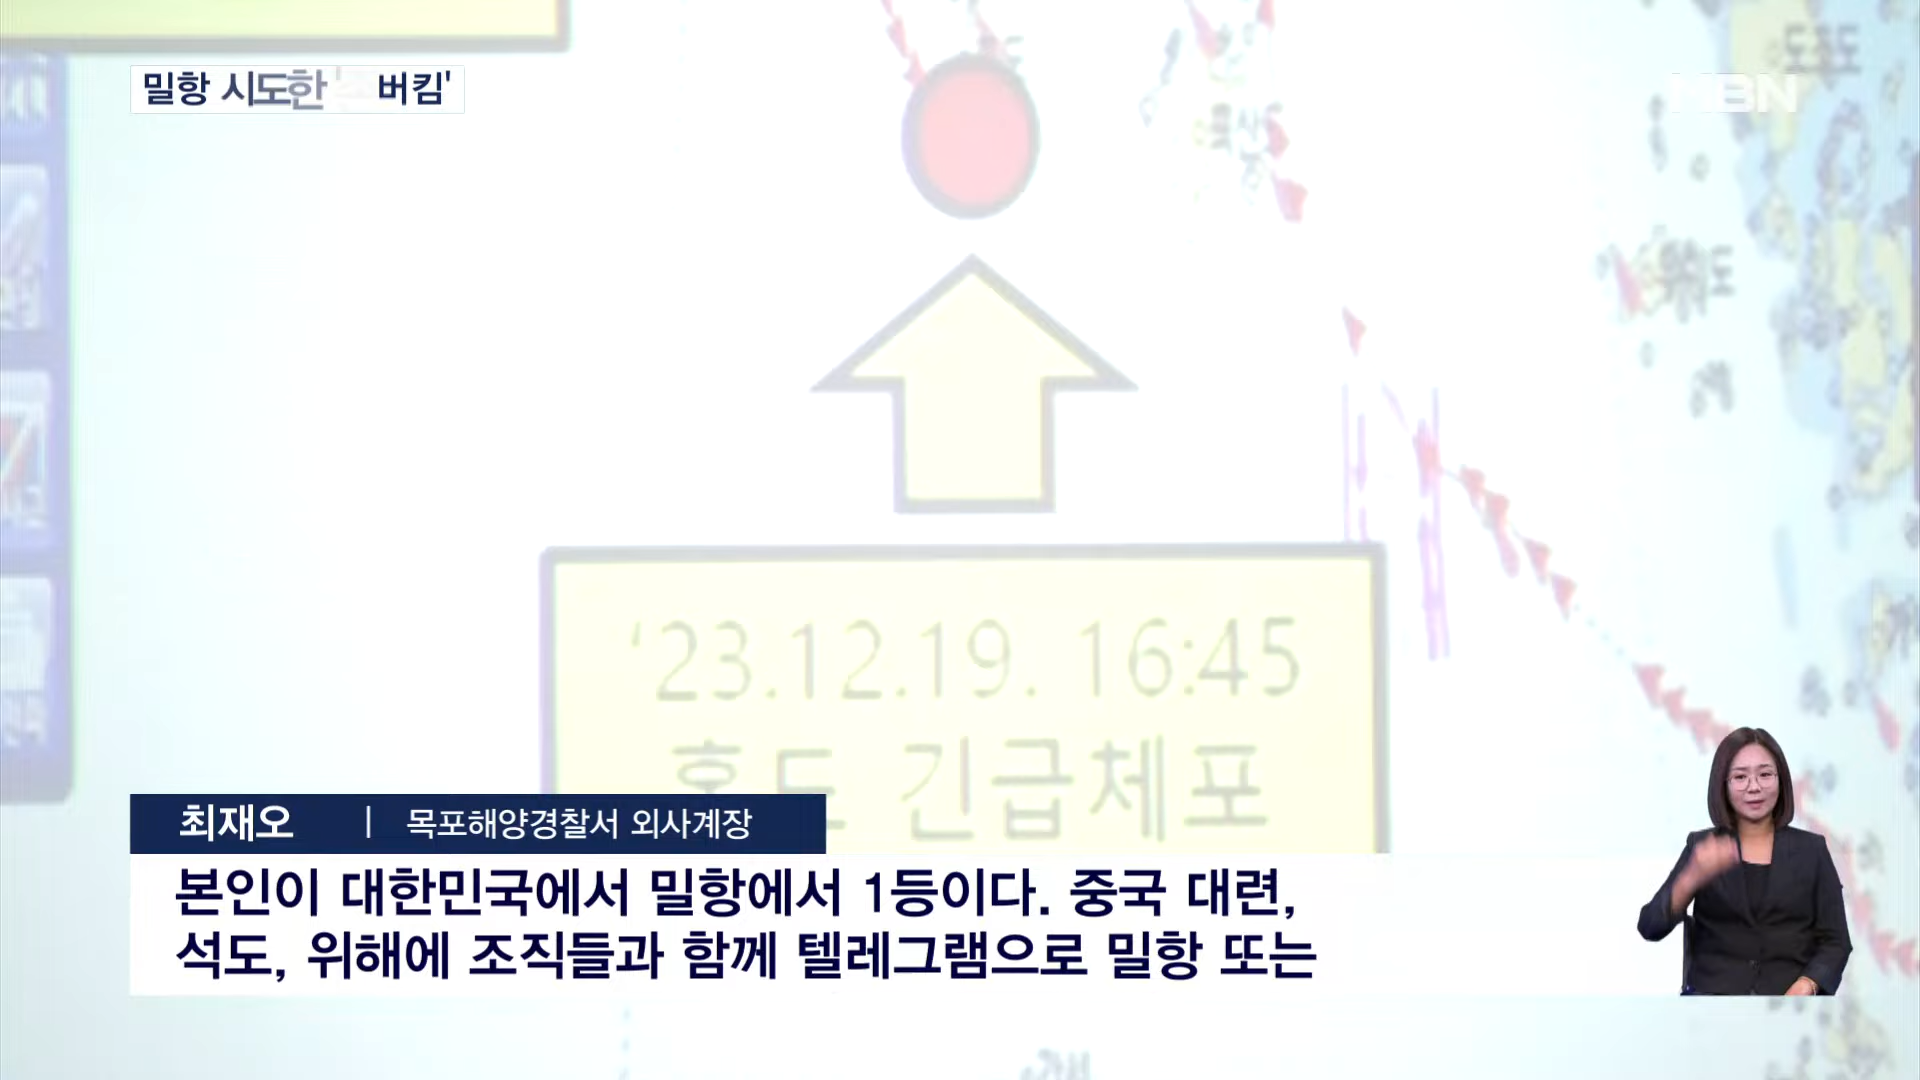 밀항 시도한 ' 버킴'
MBN
'23.12.19. 16:45
홍도 긴급체포
최재오 | 목포해양경찰서 외사계장
본인이 대한민국에서 밀항에서 1등이다. 중국 대련,
석도, 위해에 조직들과 함께 텔레그램으로 밀항 또는